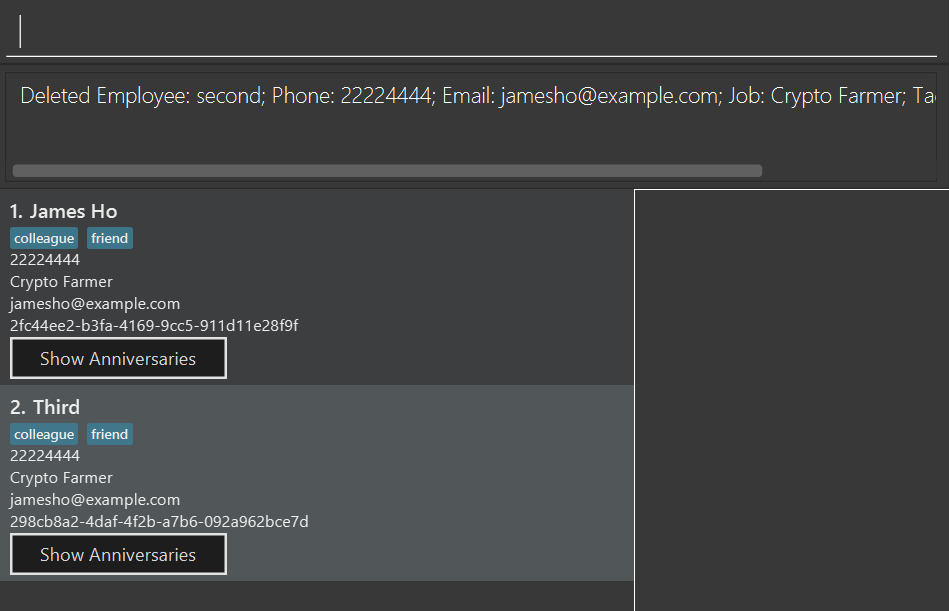 Deleted Employee: second; Phone: 22224444; Email: jamesho@example.com; Job: Crypto Farmer;
1. James Ho
colleague friend
22224444
Crypto Farmer
jamesho@example.com
2fc44ee2-b3fa-4169-9cc5-911d11e28f9f
Show Anniversaries
2. Third
colleague friend
22224444
Crypto Farmer
jamesho@example.com
298cb8a2-4daf-4f2b-a7b6-092a962bce7d
Show Anniversaries